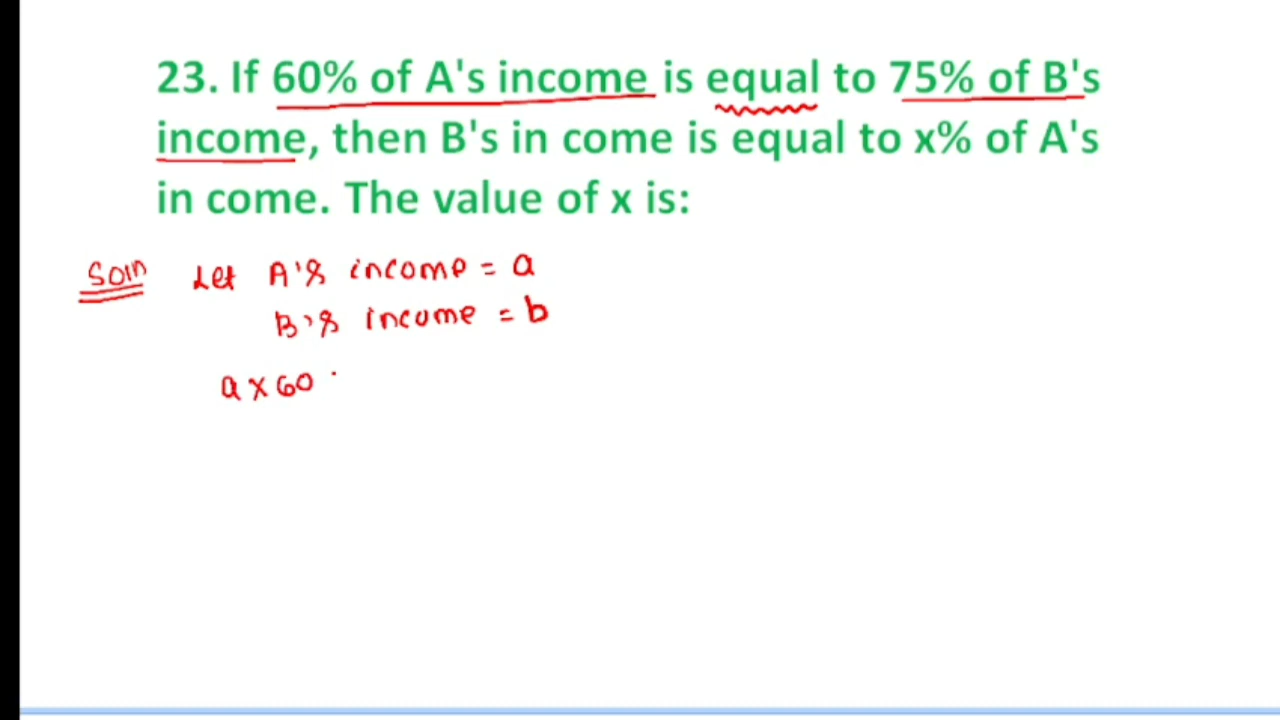 23. If 60% of A's income is equal to 75% of B's
income, then B's in come is equal to x% of A's
in come. The value of x is:
Soln Let A's income = a
B's income = b
a x 60